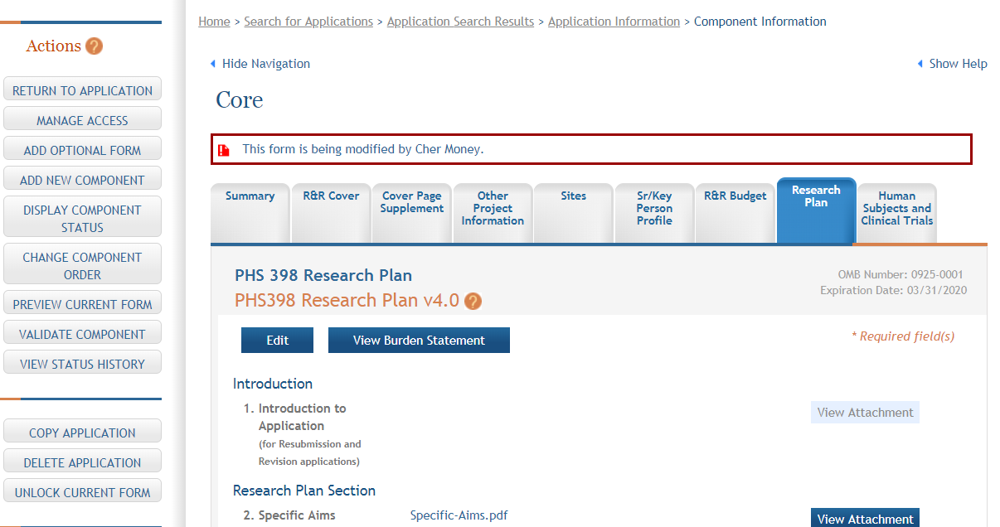 Home > Search for Applications > Application Search Results > Application Information > Component Information
Actions ?
RETURN TO APPLICATION
MANAGE ACCESS
ADD OPTIONAL FORM
ADD NEW COMPONENT
DISPLAY COMPONENT
STATUS
CHANGE COMPONENT
ORDER
PREVIEW CURRENT FORM
VALIDATE COMPONENT
VIEW STATUS HISTORY
COPY APPLICATION
DELETE APPLICATION
UNLOCK CURRENT FORM
Hide Navigation
Show Help
Core
This form is being modified by Cher Money.
Summary
R&R Cover
Cover Page
Supplement
Other
Project
Information
Sites
Sr/Key
Person
Profile
R&R Budget
Research
Plan
Human
Subjects and
Clinical Trials
PHS 398 Research Plan
PHS398 Research Plan v4.0 ?
OMB Number: 0925-0001
Expiration Date: 03/31/2020
Edit
View Burden Statement
* Required field(s)
Introduction
1. Introduction to
Application
(for Resubmission and
Revision applications)
View Attachment
Research Plan Section
2. Specific Aims
Specific-Aims.pdf
View Attachment